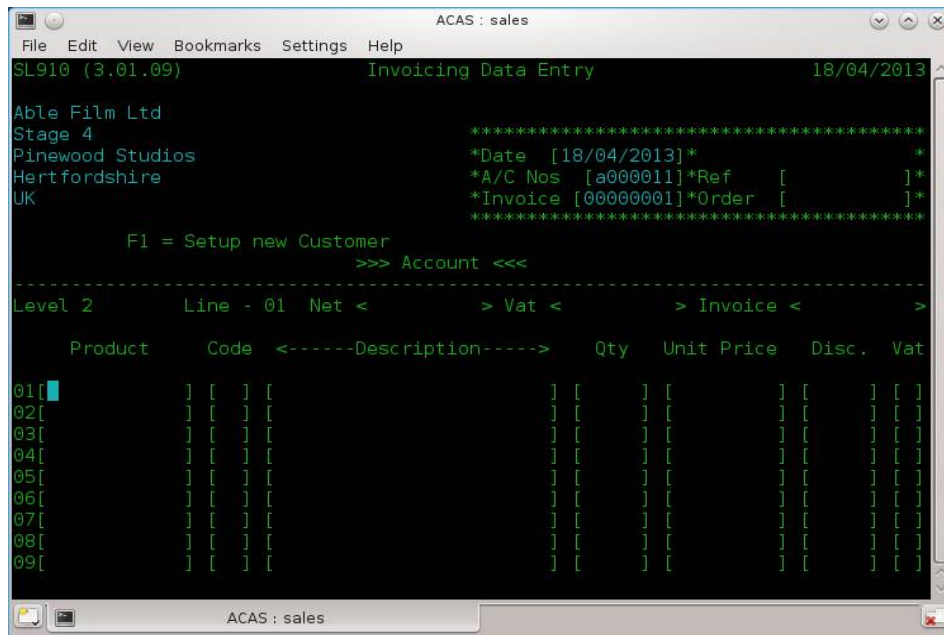 ACAS : sales
File Edit View Bookmarks Settings Help
SL910 (3.01.09) Invoicing Data Entry 18/04/2013
Able Film Ltd
Stage 4 ****************************************
Pinewood Studios *Date [18/04/2013]* *
Hertfordshire *A/C Nos [a000011]*Ref [ ]*
UK *Invoice [00000001]*Order [ ]*
****************************************
F1 = Setup new Customer
>>> Account <<<
--------------------------------------------------------------------------------
Level 2 Line - 01 Net < > Vat < > Invoice < >
Product Code <------Description-----> Qty Unit Price Disc. Vat
01[ ] [ ] [ ] [ ] [ ] [ ] [ ]
02[ ] [ ] [ ] [ ] [ ] [ ] [ ]
03[ ] [ ] [ ] [ ] [ ] [ ] [ ]
04[ ] [ ] [ ] [ ] [ ] [ ] [ ]
05[ ] [ ] [ ] [ ] [ ] [ ] [ ]
06[ ] [ ] [ ] [ ] [ ] [ ] [ ]
07[ ] [ ] [ ] [ ] [ ] [ ] [ ]
08[ ] [ ] [ ] [ ] [ ] [ ] [ ]
09[ ] [ ] [ ] [ ] [ ] [ ] [ ]
ACAS : sales